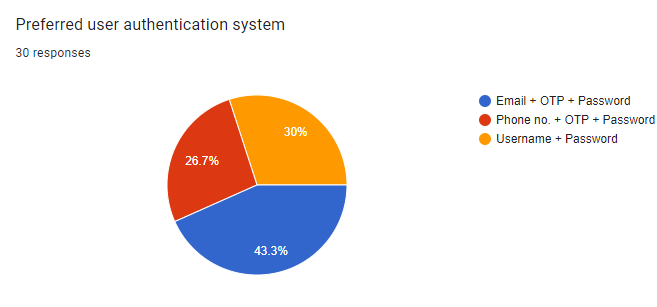 Preferred user authentication system
30 responses
Email + OTP + Password
Phone no. + OTP + Password
Username + Password
30%
26.7%
43.3%